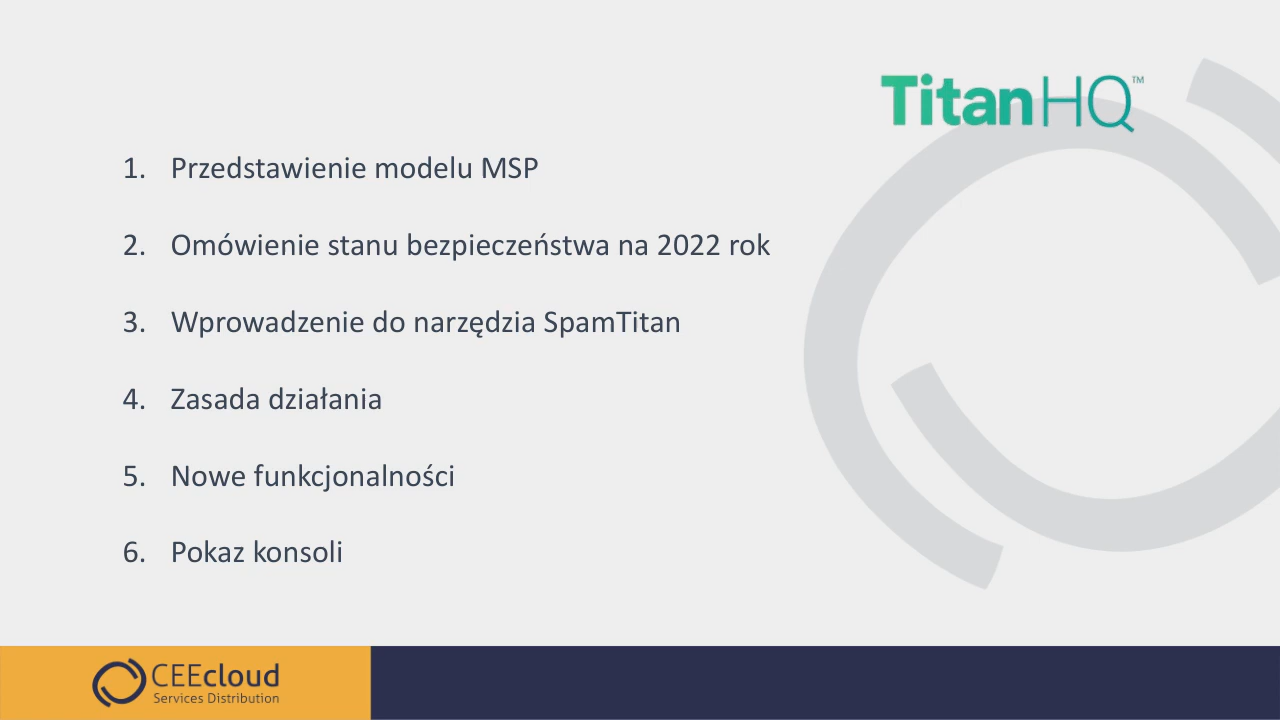 TitanHQ™
1. Przedstawienie modelu MSP
2. Omówienie stanu bezpieczeństwa na 2022 rok
3. Wprowadzenie do narzędzia SpamTitan
4. Zasada działania
5. Nowe funkcjonalności
6. Pokaz konsoli
CEEcloud
Services Distribution